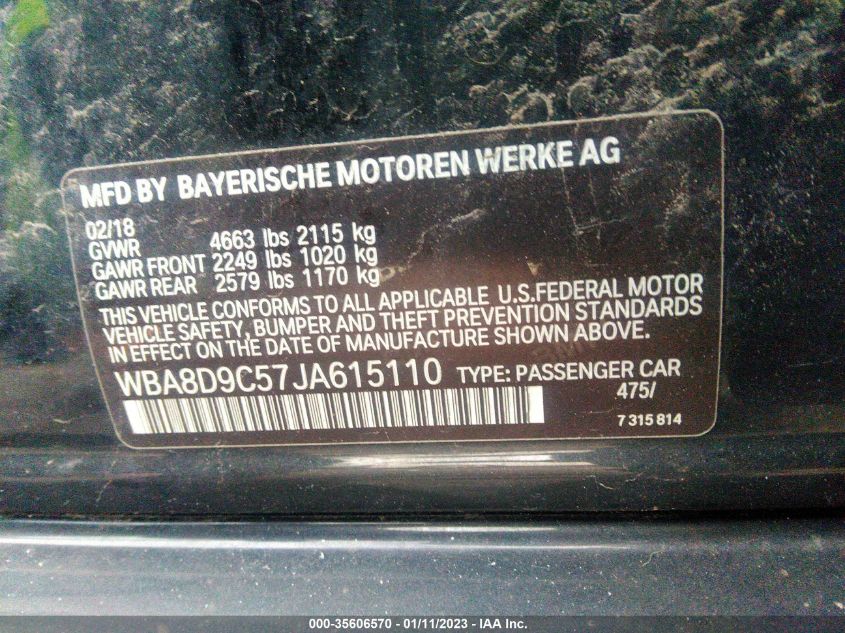 MFD BY BAYERISCHE MOTOREN WERKE AG
02/18
GVWR 4663 lbs 2115 kg
GAWR FRONT 2249 lbs 1020 kg
GAWR REAR 2579 lbs 1170 kg
THIS VEHICLE CONFORMS TO ALL APPLICABLE U.S.FEDERAL MOTOR
VEHICLE SAFETY, BUMPER AND THEFT PREVENTION STANDARDS
IN EFFECT ON THE DATE OF MANUFACTURE SHOWN ABOVE.
WBA8D9C57JA615110 TYPE: PASSENGER CAR
475/
7 315 814
000-35606570 / 01/11/2023 / © IAA Inc.